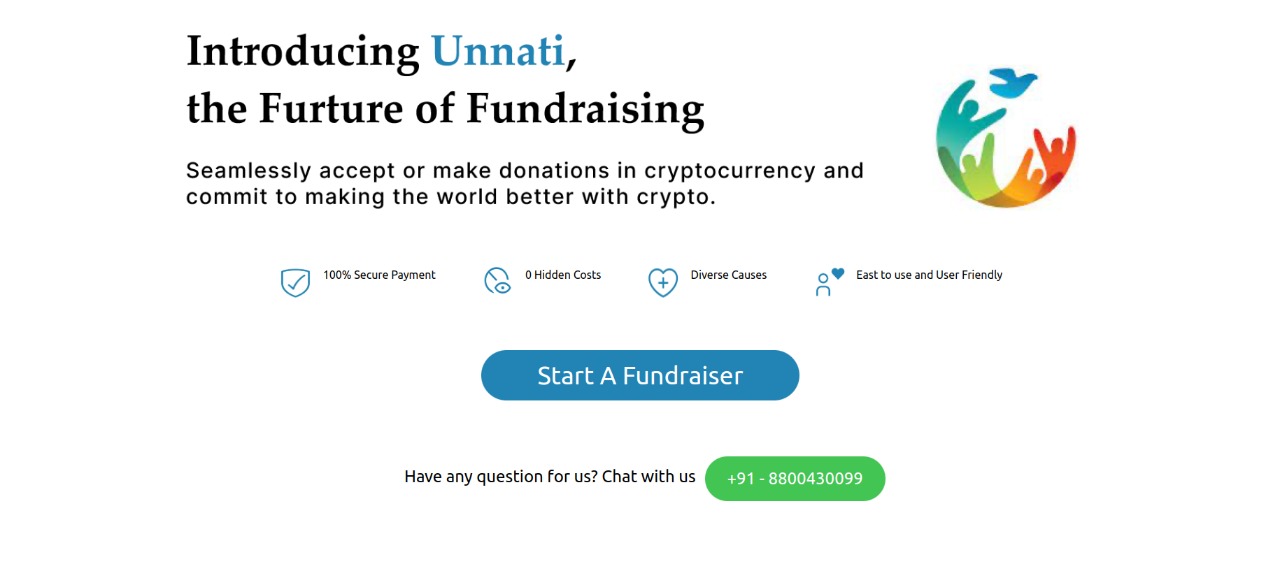 Introducing Unnati,
the Furture of Fundraising
Seamlessly accept or make donations in cryptocurrency and
commit to making the world better with crypto.
100% Secure Payment
0 Hidden Costs
Diverse Causes
East to use and User Friendly
Start A Fundraiser
Have any question for us? Chat with us
+91 - 8800430099